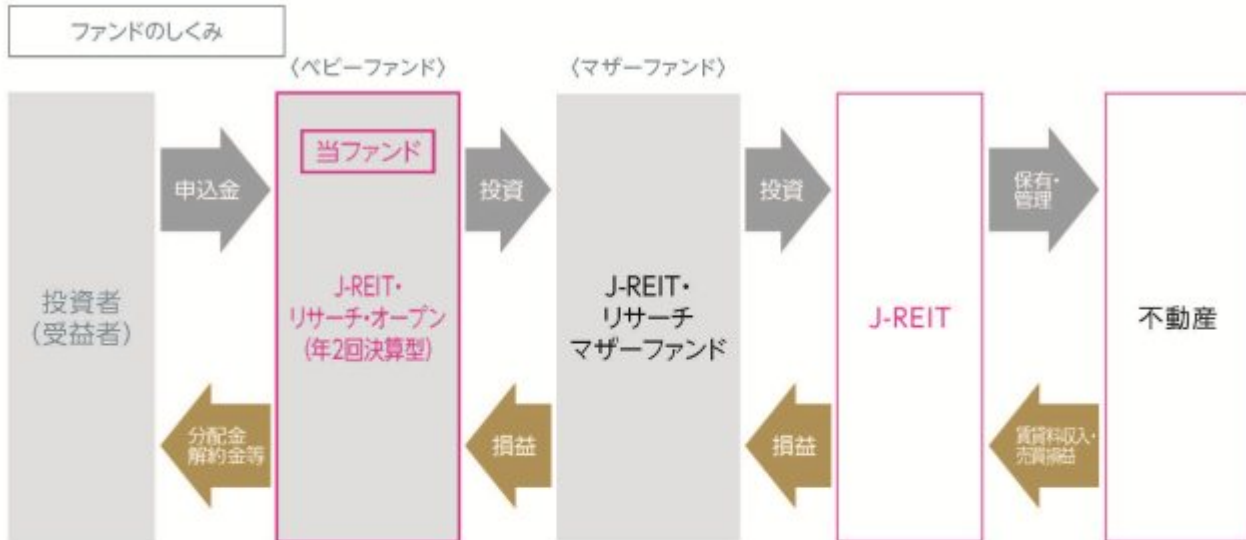 ファンドのしくみ
〈ベビーファンド〉
〈マザーファンド〉
投資者
(受益者)
申込金
分配金
解約金等
当ファンド
J-REIT・
リサーチ・オープン
(年2回決算型)
投資
損益
J-REIT・
リサーチ
マザーファンド
投資
損益
J-REIT
保有・
管理
賃貸料収入・
売買損益
不動産